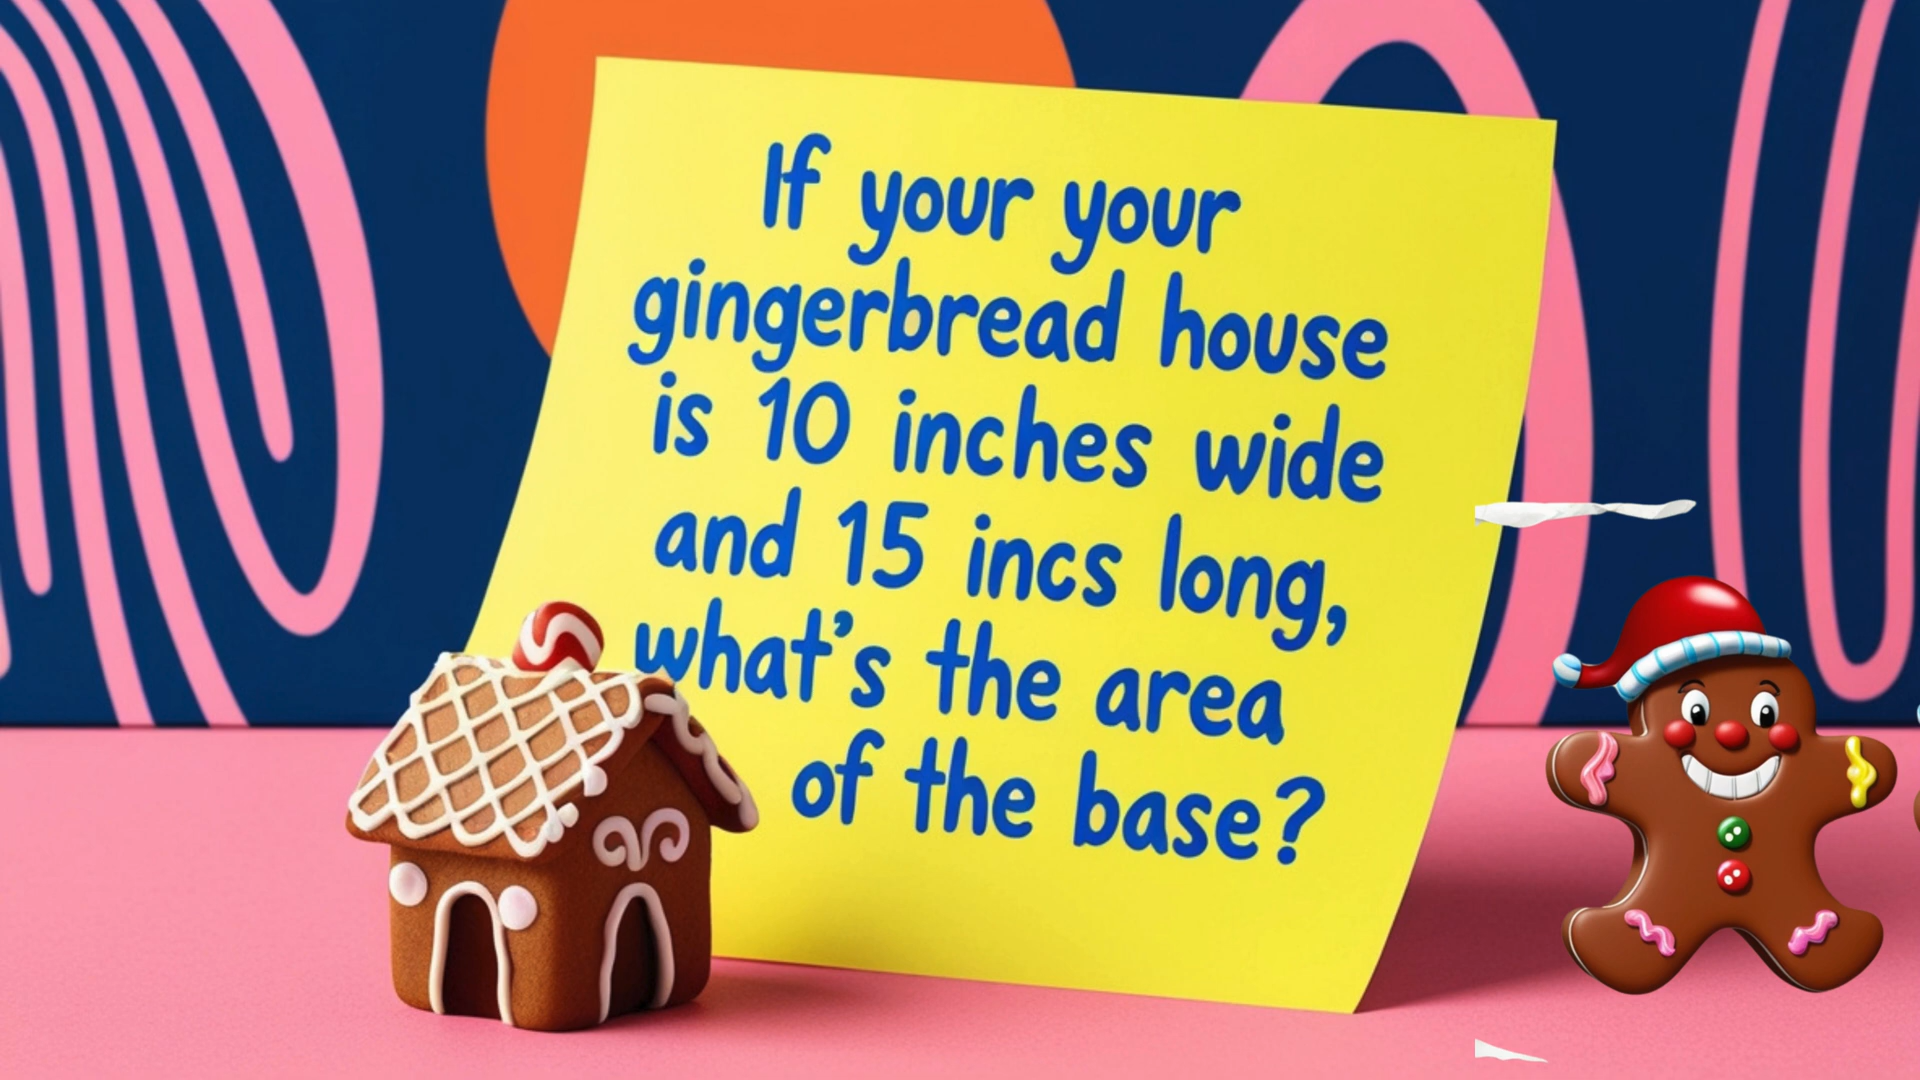 If your your
gingerbread house
is 10 inches wide
and 15 incs long,
what's the area
of the base?